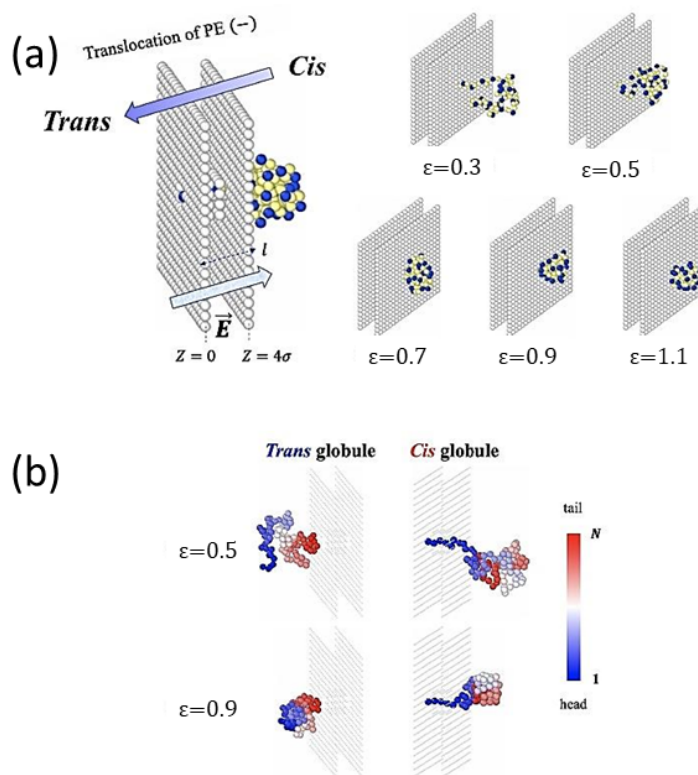 (a)
Translocation of PE (--)
Cis
Trans
l
E
Z = 0
Z = 4σ
ε=0.3
ε=0.5
ε=0.7
ε=0.9
ε=1.1
(b)
Trans globule
Cis globule
ε=0.5
ε=0.9
tail
N
1
head